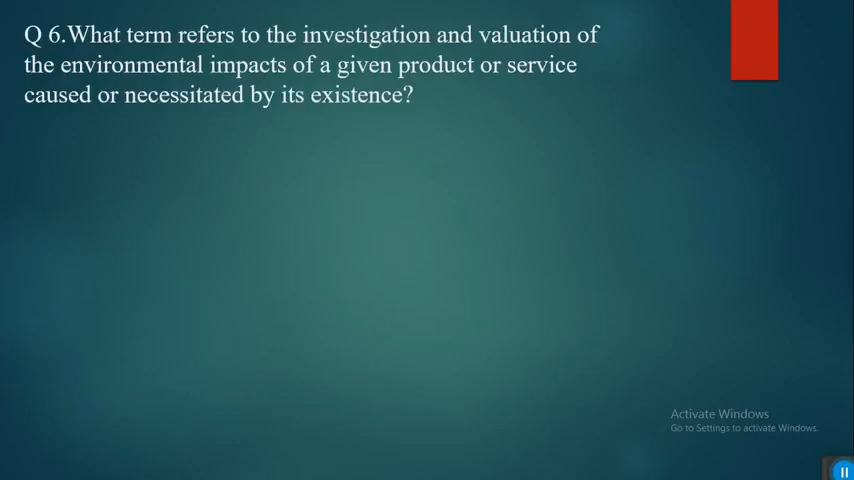 Q 6.What term refers to the investigation and valuation of
the environmental impacts of a given product or service
caused or necessitated by its existence?
Activate Windows
Go to Settings to activate Windows.